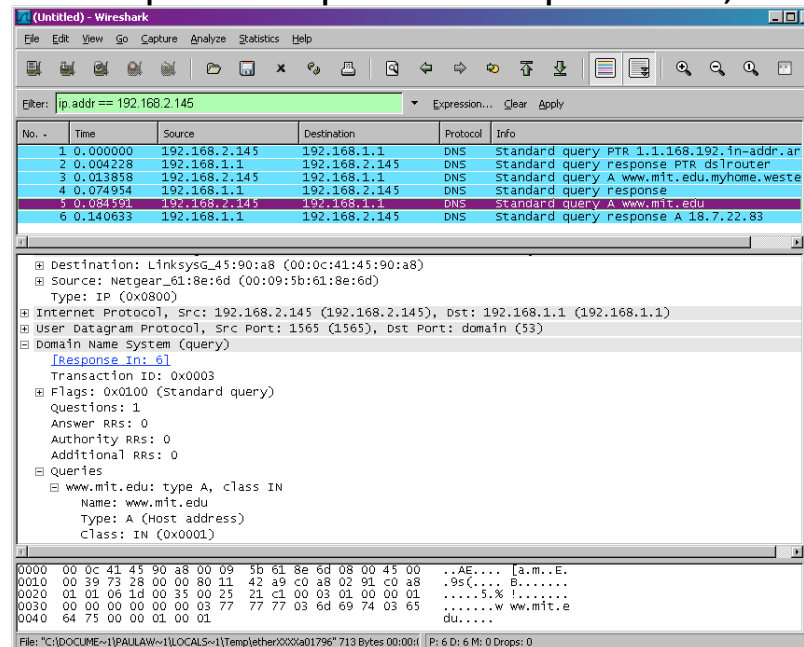 (Untitled) - Wireshark
File Edit View Go Capture Analyze Statistics Help
Filter: ip.addr == 192.168.2.145 Expression... Clear Apply
No. - Time Source Destination Protocol Info
1 0.000000 192.168.2.145 192.168.1.1 DNS Standard query PTR 1.1.168.192.in-addr.ar
2 0.004228 192.168.1.1 192.168.2.145 DNS Standard query response PTR dslrouter
3 0.013858 192.168.2.145 192.168.1.1 DNS Standard query A www.mit.edu.myhome.weste
4 0.074954 192.168.1.1 192.168.2.145 DNS Standard query response
5 0.084591 192.168.2.145 192.168.1.1 DNS Standard query A www.mit.edu
6 0.140633 192.168.1.1 192.168.2.145 DNS Standard query response A 18.7.22.83
Destination: LinksysG_45:90:a8 (00:0c:41:45:90:a8)
Source: Netgear_61:8e:6d (00:09:5b:61:8e:6d)
Type: IP (0x0800)
Internet Protocol, Src: 192.168.2.145 (192.168.2.145), Dst: 192.168.1.1 (192.168.1.1)
User Datagram Protocol, Src Port: 1565 (1565), Dst Port: domain (53)
Domain Name System (query)
[Response In: 6]
Transaction ID: 0x0003
Flags: 0x0100 (Standard query)
Questions: 1
Answer RRs: 0
Authority RRs: 0
Additional RRs: 0
Queries
www.mit.edu: type A, class IN
Name: www.mit.edu
Type: A (Host address)
Class: IN (0x0001)
0000 00 0c 41 45 90 a8 00 09 5b 61 8e 6d 08 00 45 00 ..AE.... [a.m..E.
0010 00 39 73 28 00 00 80 11 42 a9 c0 a8 02 91 c0 a8 .9s(.... B.......
0020 01 01 06 1d 00 35 00 25 21 c1 00 03 01 00 00 01 .....5.% !.......
0030 00 00 00 00 00 00 03 77 77 77 03 6d 69 74 03 65 .......w ww.mit.e
0040 64 75 00 00 01 00 01 du.....
File: "C:\DOCUME~1\PAULAW~1\LOCALS~1\Temp\etherXXXXa01796" 713 Bytes 00:00:( P: 6 D: 6 M: 0 Drops: 0